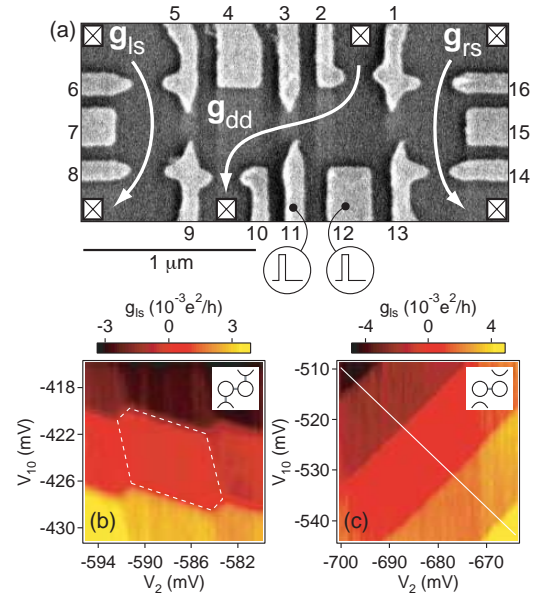 (a)
5 4 3 2 1
g_ls g_rs
g_dd
6 16
7 15
8 14
9 10 11 12 13
1 μm
g_ls (10^-3 e^2/h) g_ls (10^-3 e^2/h)
-3 0 3 -4 0 4
-418 -422 -426 -430
V_10 (mV)
(b)
-594 -590 -586 -582
V_2 (mV)
-510 -520 -530 -540
V_10 (mV)
(c)
-700 -690 -680 -670
V_2 (mV)